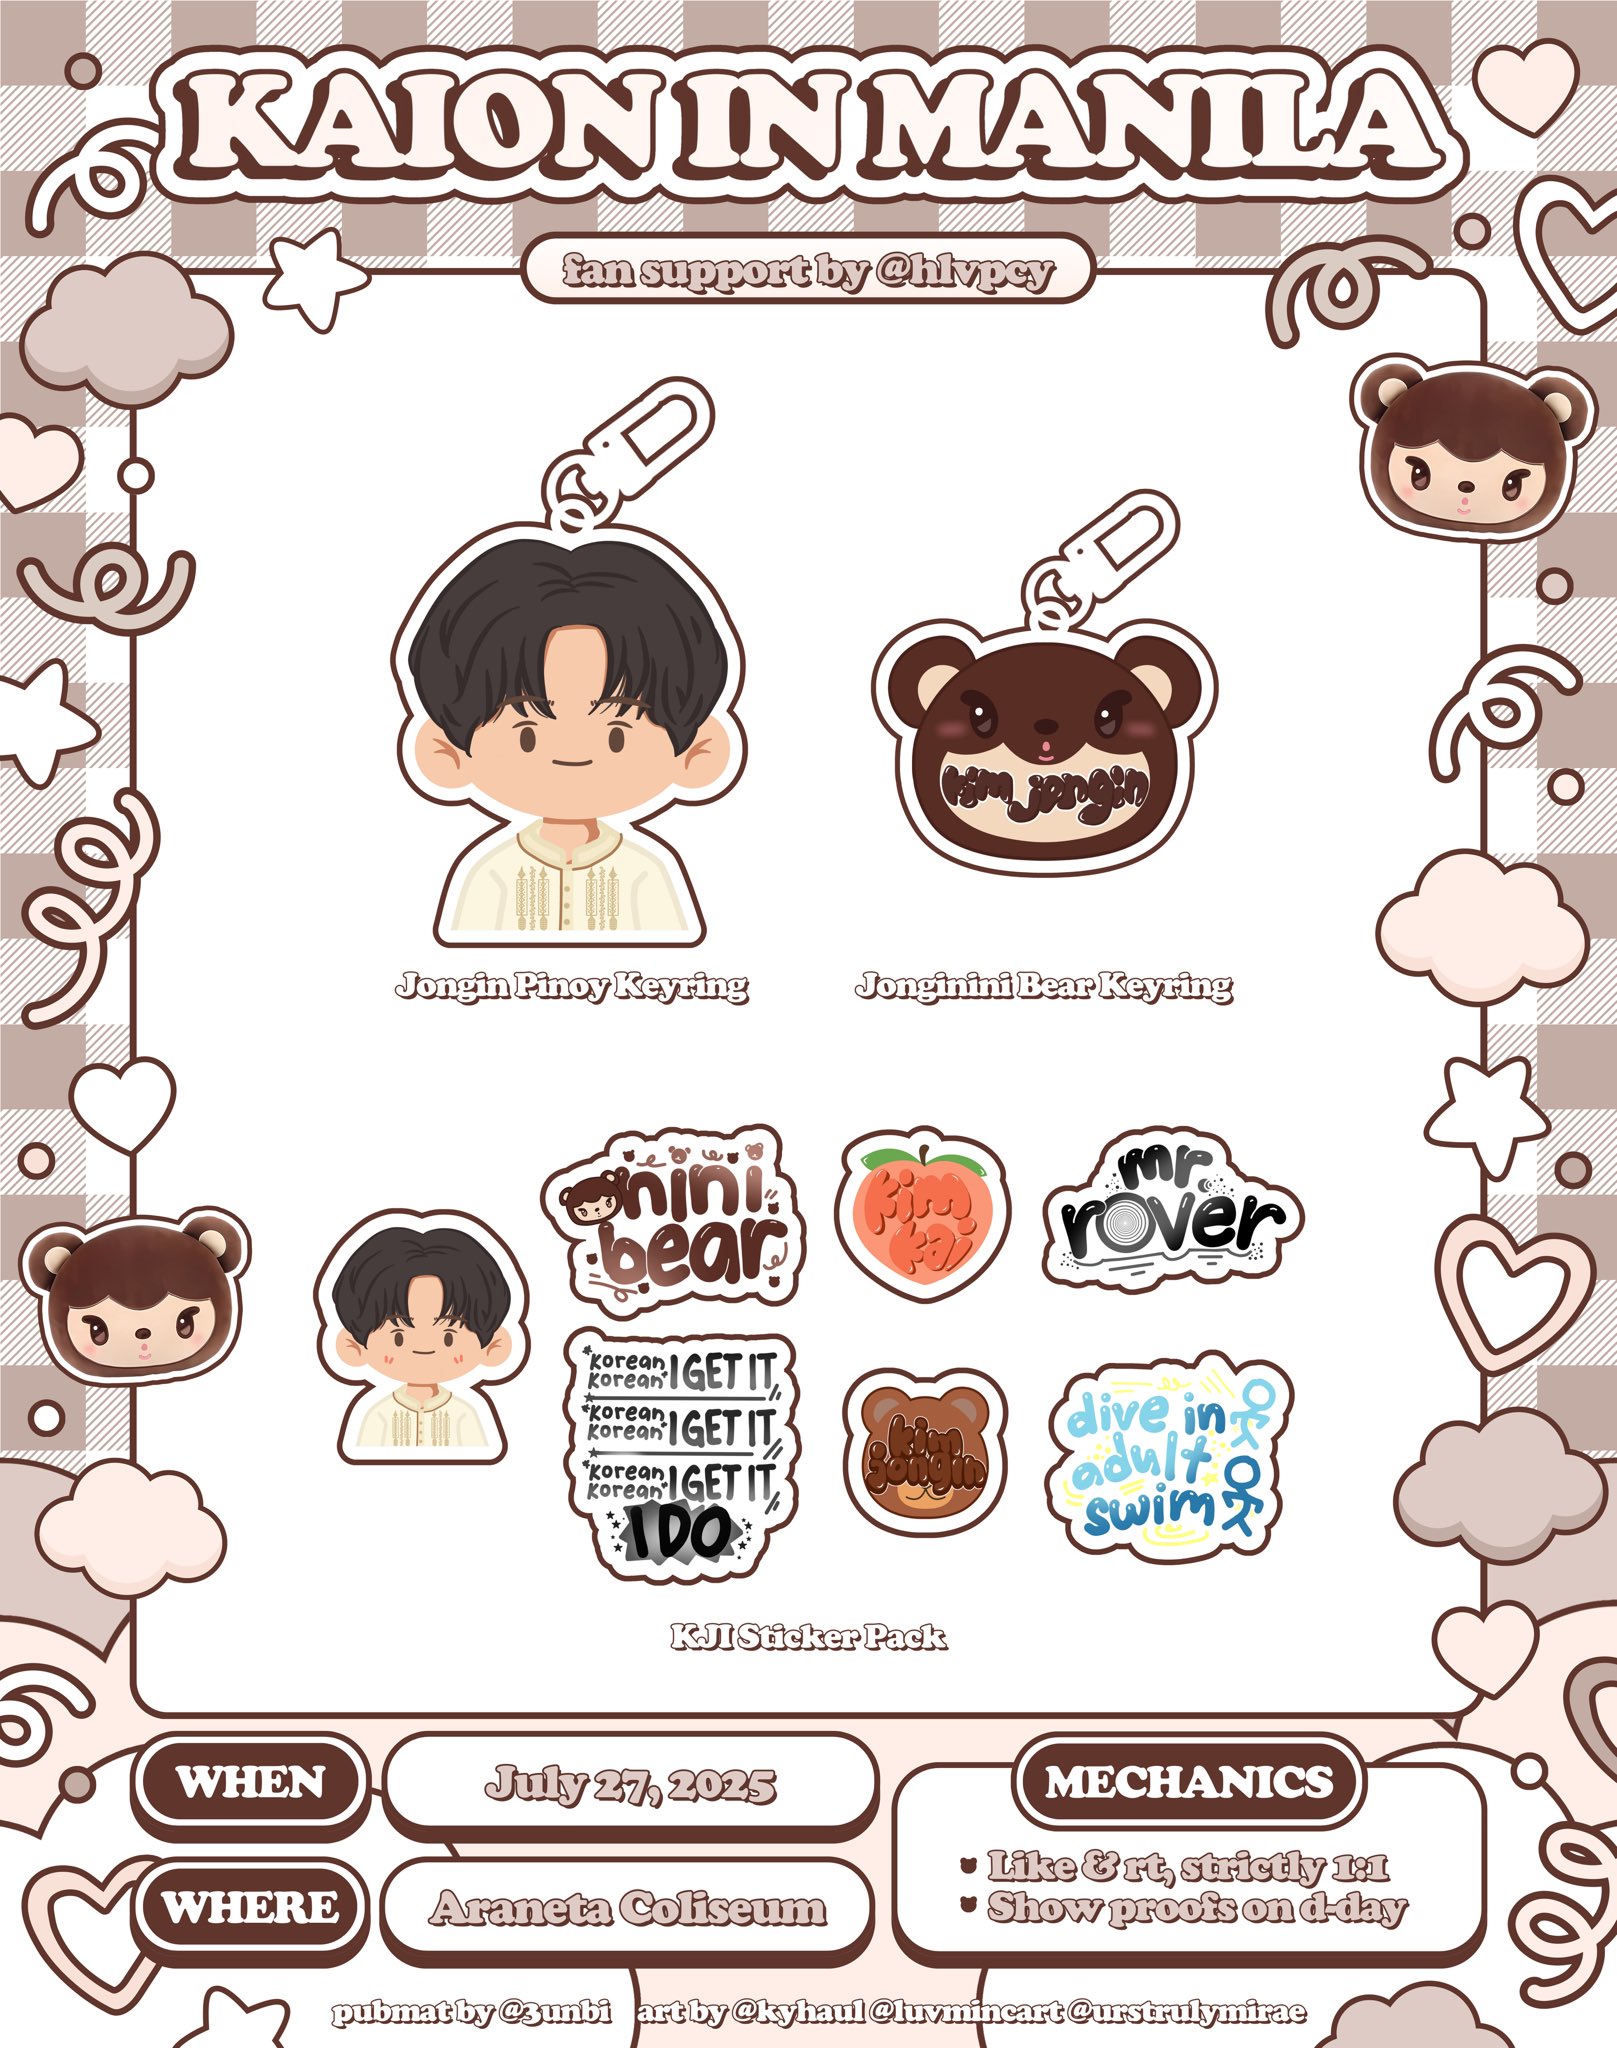 KAION IN MANILA
fan support by @hlvpcy
kim jongin
Jongin Pinoy Keyring
Jonginini Bear Keyring
nini
bear
kim
kai
mr.
rover
*Korean
Korean* I GET IT
*Korean
Korean* I GET IT
*Korean
Korean* I GET IT
I DO
kim
jongin
dive in
adult
swim
KJI Sticker Pack
WHEN
July 27, 2025
WHERE
Araneta Coliseum
MECHANICS
Like & rt, strictly 1:1
Show proofs on d-day
pubmat by @3unbi art by @kyhaul @luvmincart @urstrulymirae